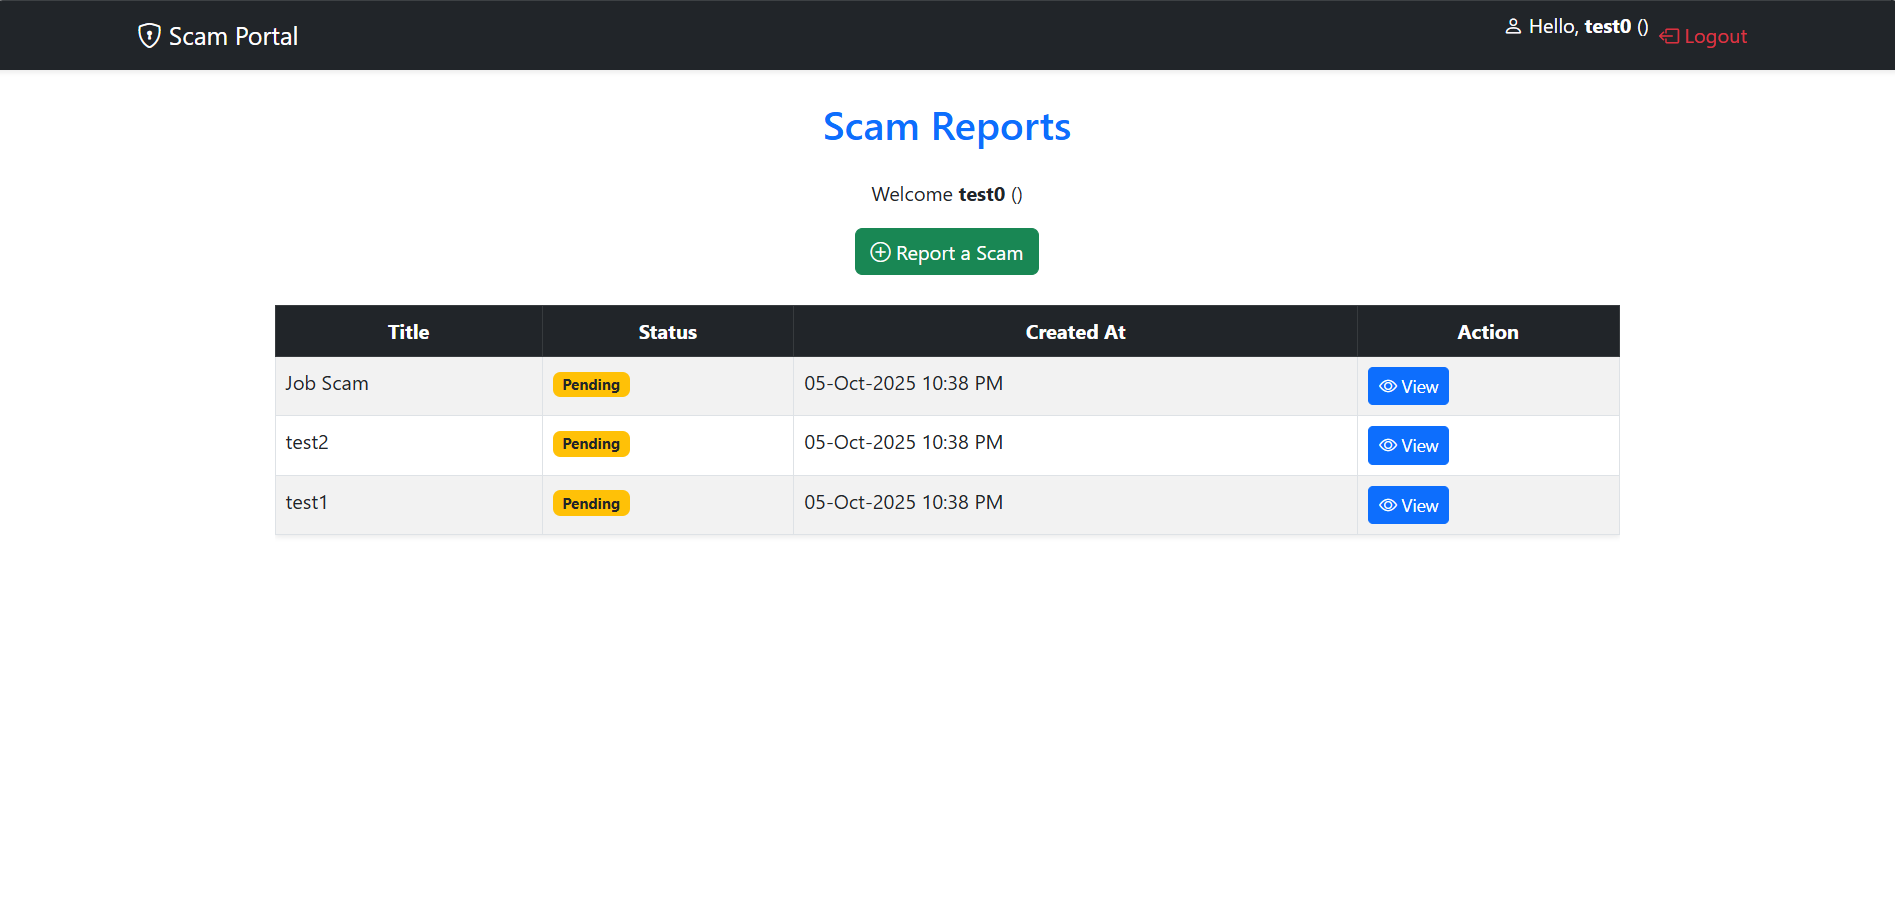 Scam Portal
Hello, test0 ()
Logout
Scam Reports
Welcome test0 ()
Report a Scam
Title Status Created At Action
Job Scam Pending 05-Oct-2025 10:38 PM View
test2 Pending 05-Oct-2025 10:38 PM View
test1 Pending 05-Oct-2025 10:38 PM View